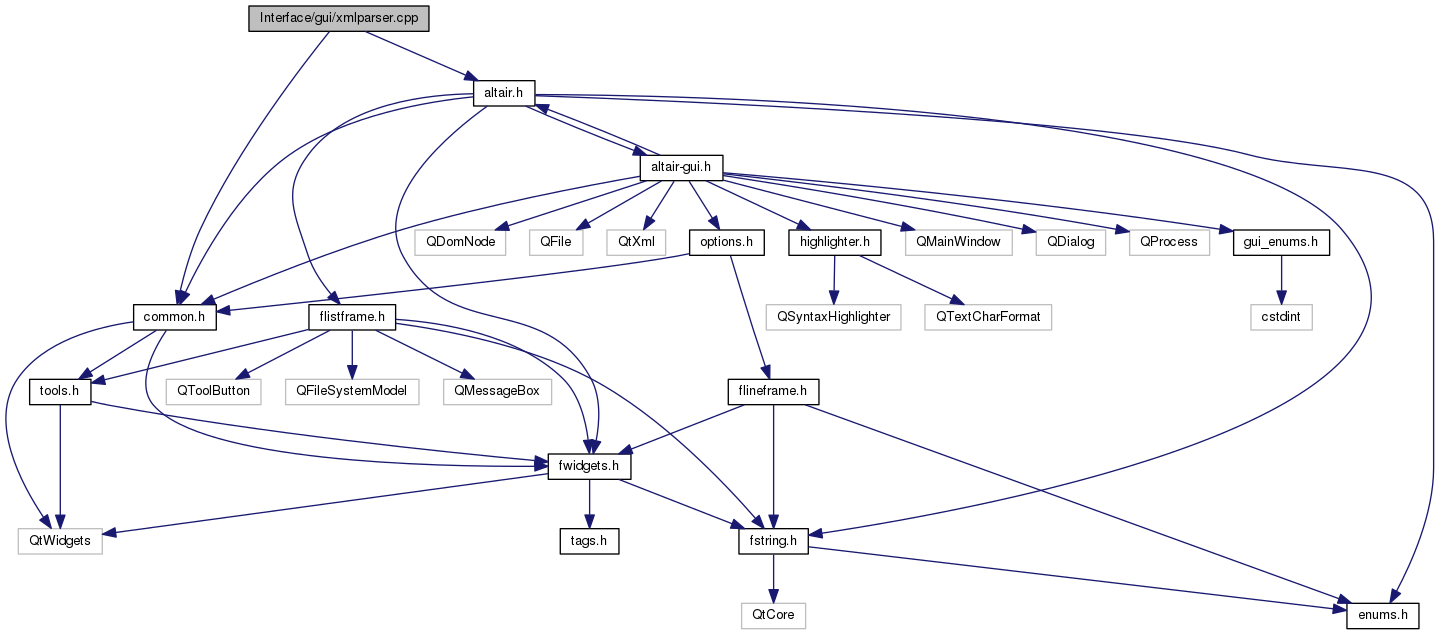 Interface/gui/xmlparser.cpp
altair.h
altair-gui.h
QDomNode
QFile
QtXml
options.h
highlighter.h
QMainWindow
QDialog
QProcess
gui_enums.h
common.h
flistframe.h
QSyntaxHighlighter
QTextCharFormat
cstdint
tools.h
QToolButton
QFileSystemModel
QMessageBox
flineframe.h
fwidgets.h
QtWidgets
tags.h
fstring.h
QtCore
enums.h